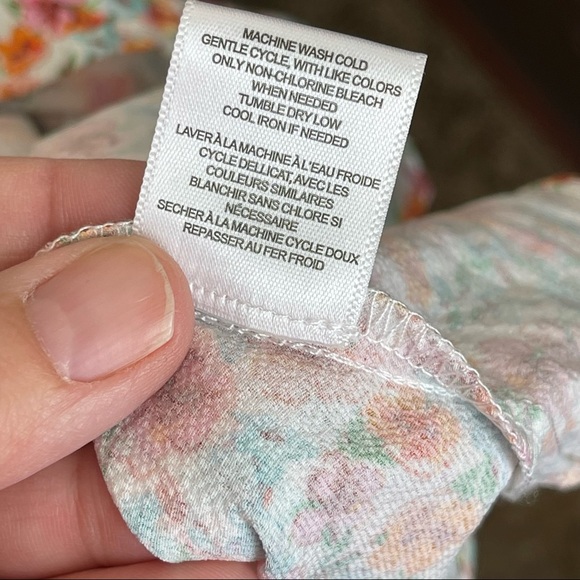 MACHINE WASH COLD
GENTLE CYCLE, WITH LIKE COLORS
ONLY NON-CHLORINE BLEACH
WHEN NEEDED
TUMBLE DRY LOW
COOL IRON IF NEEDED
LAVER À LA MACHINE À L'EAU FROIDE
CYCLE DELLICAT, AVEC LES
COULEURS SIMILAIRES
BLANCHIR SANS CHLORE SI
NÉCESSAIRE
SECHER À LA MACHINE CYCLE DOUX
REPASSER AU FER FROID